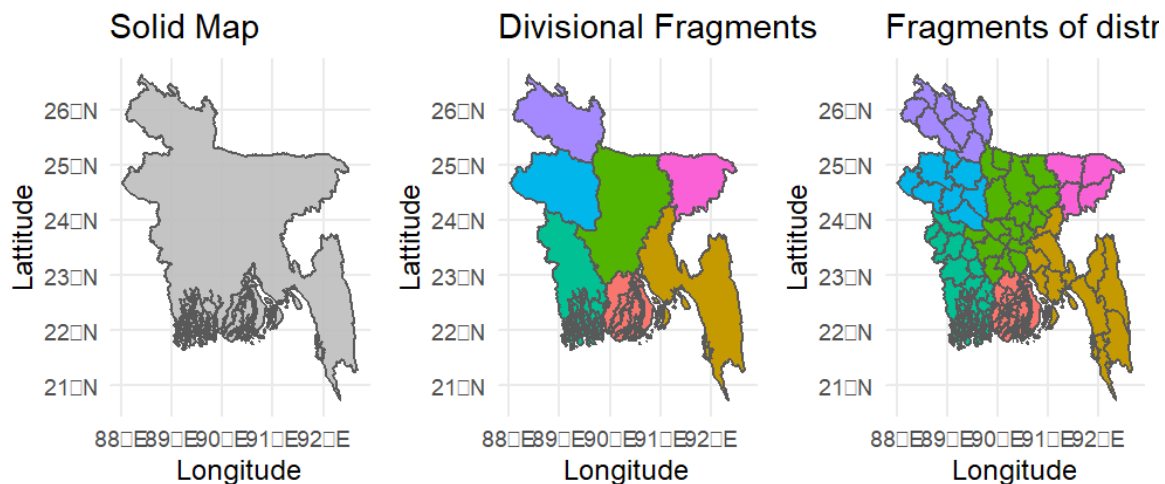 Solid Map
Divisional Fragments
Fragments of distr
26□N
25□N
24□N
23□N
22□N
21□N
Lattitude
88□E89□E90□E91□E92□E
Longitude
26□N
25□N
24□N
23□N
22□N
21□N
Lattitude
88□E89□E90□E91□E92□E
Longitude
26□N
25□N
24□N
23□N
22□N
21□N
Lattitude
88□E89□E90□E91□E92□E
Longitude